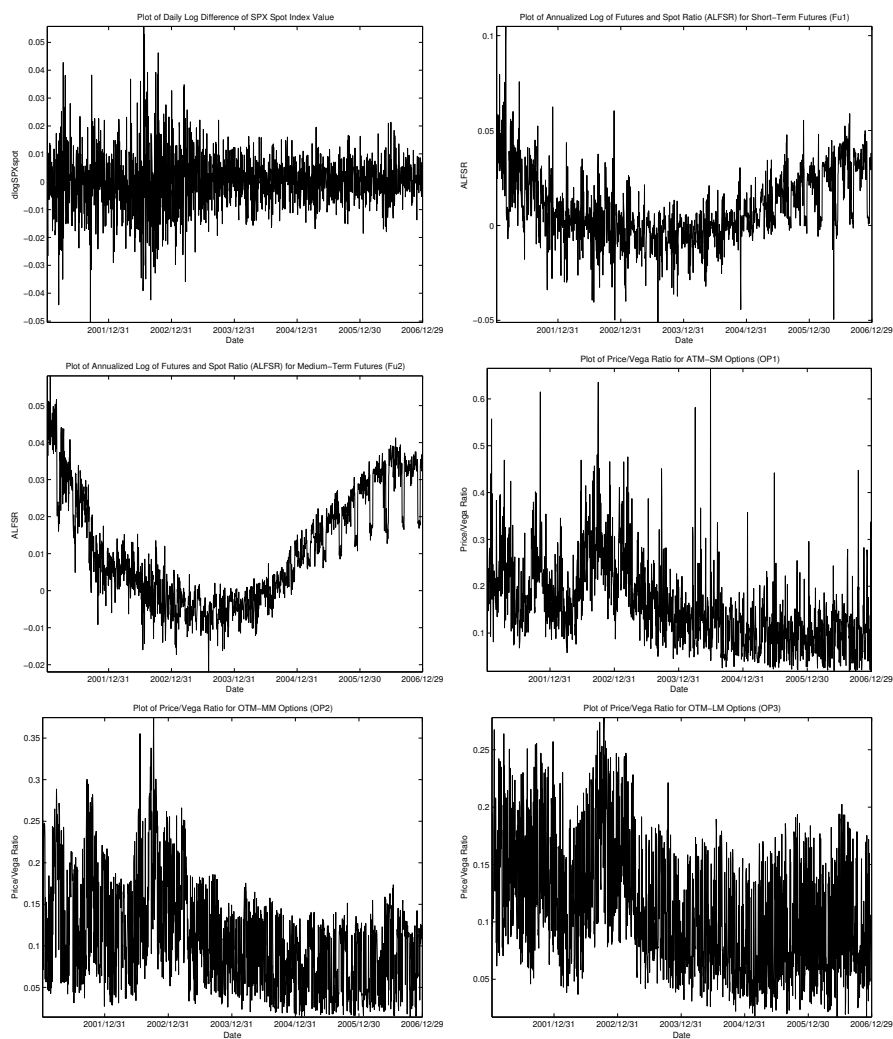 Plot of Daily Log Difference of SPX Spot Index Value
0.05
0.04
0.03
0.02
0.01
0
−0.01
−0.02
−0.03
−0.04
−0.05
dlogSPXspot
2001/12/31 2002/12/31 2003/12/31 2004/12/31 2005/12/30 2006/12/29
Date
Plot of Annualized Log of Futures and Spot Ratio (ALFSR) for Short−Term Futures (Fu1)
0.1
0.05
0
−0.05
ALFSR
2001/12/31 2002/12/31 2003/12/31 2004/12/31 2005/12/30 2006/12/29
Date
Plot of Annualized Log of Futures and Spot Ratio (ALFSR) for Medium−Term Futures (Fu2)
0.05
0.04
0.03
0.02
0.01
0
−0.01
−0.02
ALFSR
2001/12/31 2002/12/31 2003/12/31 2004/12/31 2005/12/30 2006/12/29
Date
Plot of Price/Vega Ratio for ATM−SM Options (OP1)
0.6
0.5
0.4
0.3
0.2
0.1
Price/Vega Ratio
2001/12/31 2002/12/31 2003/12/31 2004/12/31 2005/12/30 2006/12/29
Date
Plot of Price/Vega Ratio for OTM−MM Options (OP2)
0.35
0.3
0.25
0.2
0.15
0.1
0.05
Price/Vega Ratio
2001/12/31 2002/12/31 2003/12/31 2004/12/31 2005/12/30 2006/12/29
Date
Plot of Price/Vega Ratio for OTM−LM Options (OP3)
0.25
0.2
0.15
0.1
0.05
Price/Vega Ratio
2001/12/31 2002/12/31 2003/12/31 2004/12/31 2005/12/30 2006/12/29
Date